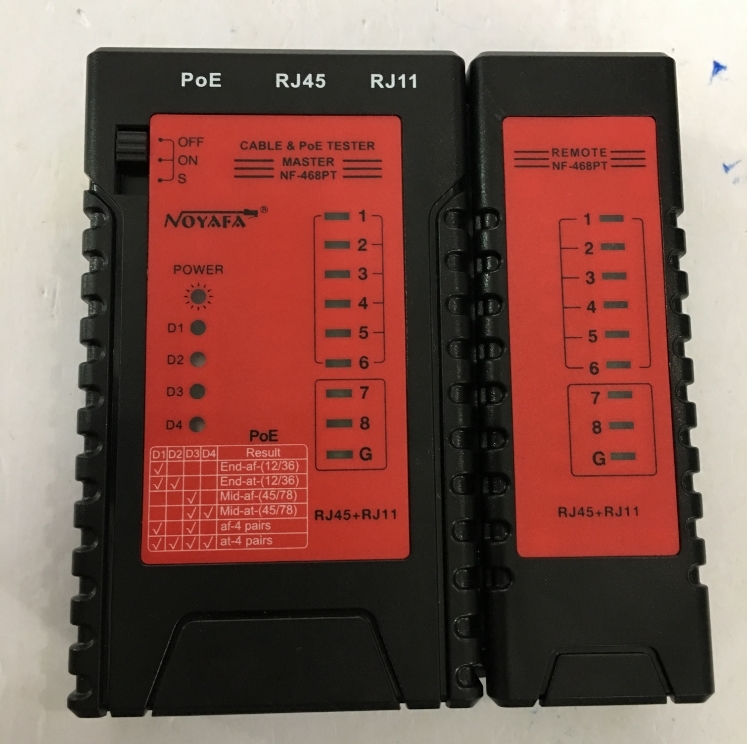 PoE RJ45 RJ11
OFF
ON
S
CABLE & PoE TESTER
MASTER
NF-468PT
NOYAFA®
POWER
D1
D2
D3
D4
1
2
3
4
5
6
7
8
G
PoE
D1 D2 D3 D4 Result
√ End-af-(12/36)
√ √ End-at-(12/36)
√ Mid-af-(45/78)
√ √ Mid-at-(45/78)
√ √ af-4 pairs
√ √ √ √ at-4 pairs
RJ45+RJ11
REMOTE
NF-468PT
1
2
3
4
5
6
7
8
G
RJ45+RJ11